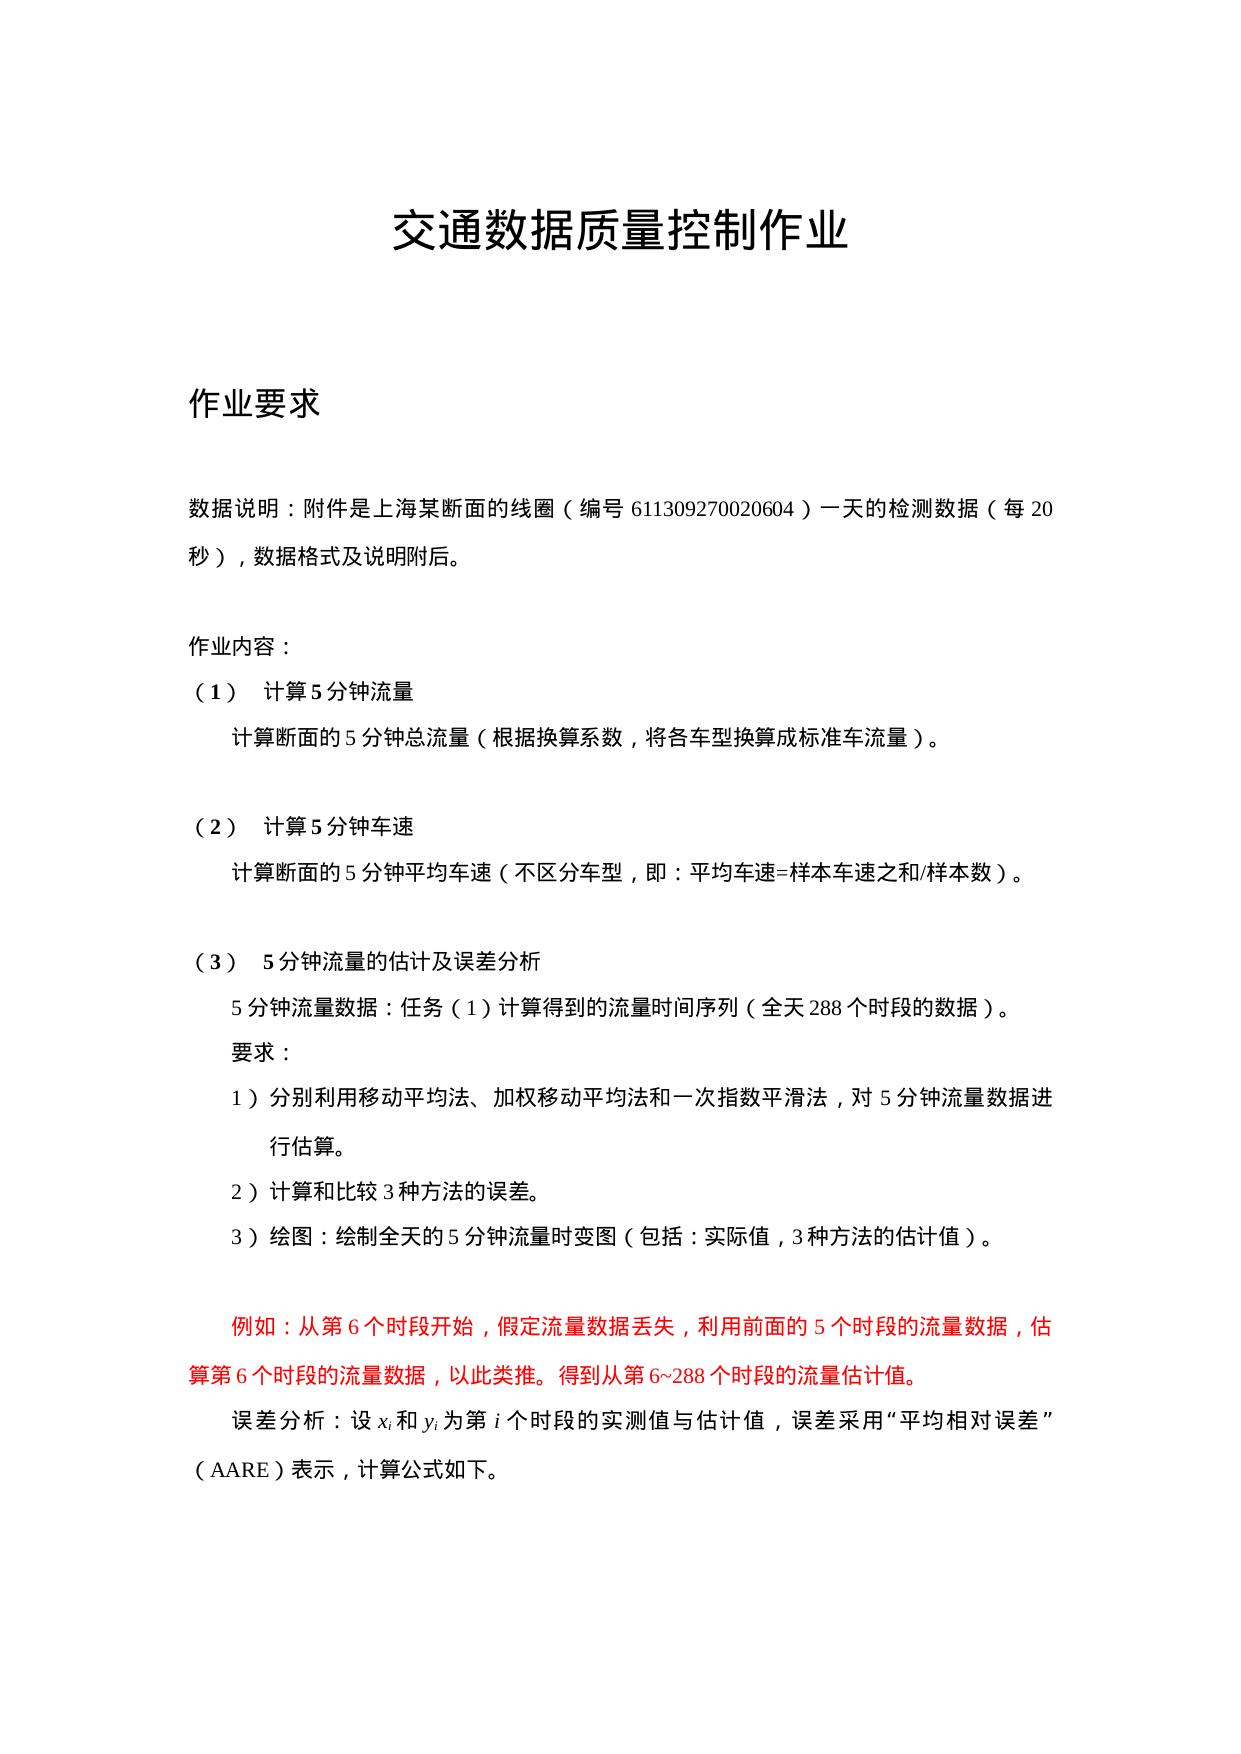 交通数据质量控制作业
作业要求
数据说明：附件是上海某断面的线圈（编号 611309270020604）一天的检测数据（每 20
秒），数据格式及说明附后。
作业内容：
（1） 计算 5 分钟流量
计算断面的 5 分钟总流量（根据换算系数，将各车型换算成标准车流量）。
（2） 计算 5 分钟车速
计算断面的 5 分钟平均车速（不区分车型，即：平均车速=样本车速之和/样本数）。
（3） 5 分钟流量的估计及误差分析
5 分钟流量数据：任务（1）计算得到的流量时间序列（全天 288 个时段的数据）。
要求：
1）分别利用移动平均法、加权移动平均法和一次指数平滑法，对 5 分钟流量数据进
行估算。
2）计算和比较 3 种方法的误差。
3）绘图：绘制全天的 5 分钟流量时变图（包括：实际值，3 种方法的估计值）。
例如：从第 6 个时段开始，假定流量数据丢失，利用前面的 5 个时段的流量数据，估
算第 6 个时段的流量数据，以此类推。得到从第 6~288 个时段的流量估计值。
误差分析：设 xi 和 yi 为第 i 个时段的实测值与估计值，误差采用“平均相对误差”
（AARE）表示，计算公式如下。